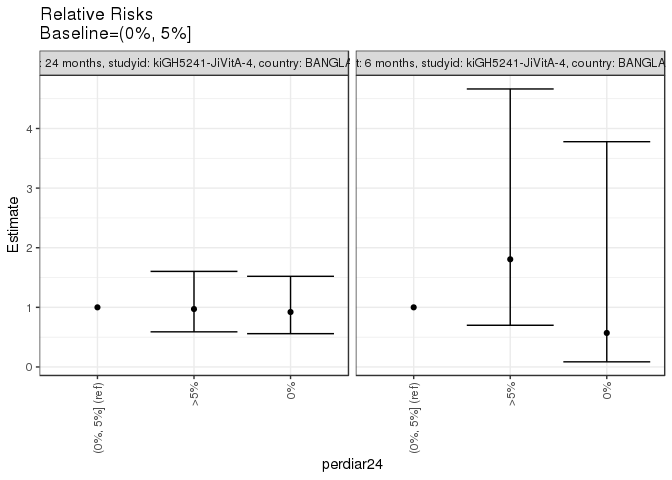 Relative Risks
Baseline=(0%, 5%]
: 24 months, studyid: kiGH5241-JiVitA-4, country: BANGLA
t: 6 months, studyid: kiGH5241-JiVitA-4, country: BANGLA
Estimate
4
3
2
1
0
(0%, 5%] (ref)
>5%
0%
(0%, 5%] (ref)
>5%
0%
perdiar24